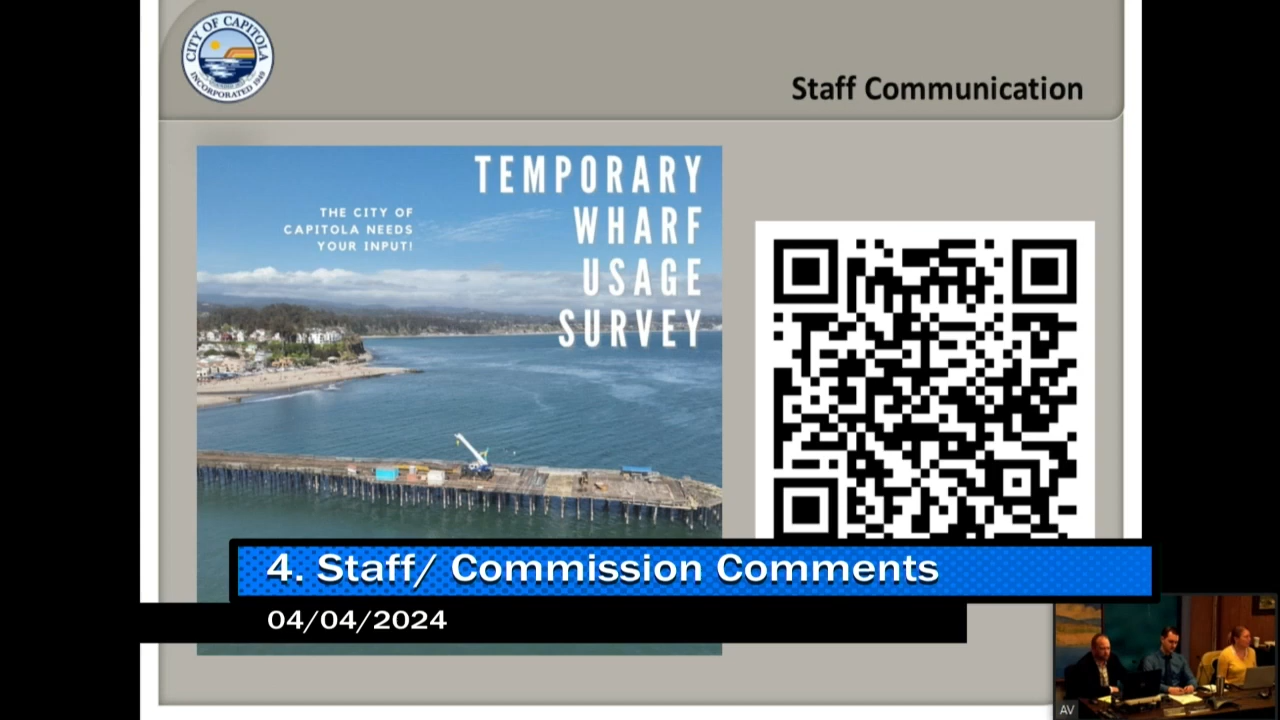 CITY OF CAPITOLA
INCORPORATED 1949
Staff Communication
TEMPORARY
WHARF
USAGE
SURVEY
THE CITY OF
CAPITOLA NEEDS
YOUR INPUT!
4. Staff/ Commission Comments
04/04/2024
AV